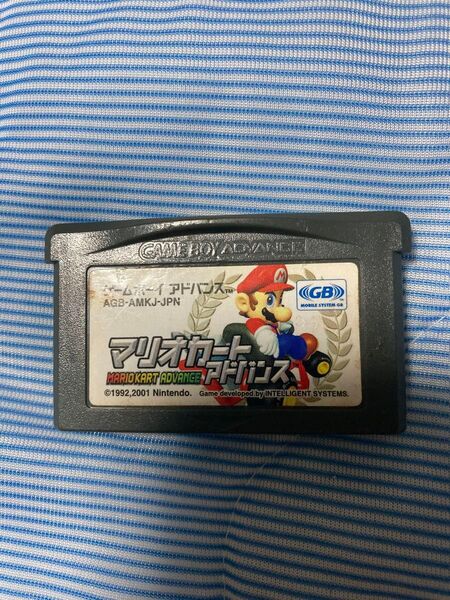 GAME BOY ADVANCE
ゲームボーイ アドバンス™
AGB-AMKJ-JPN
GB
MOBILE SYSTEM GB
マリオカート
MARIO KART ADVANCE
アドバンス
©1992,2001 Nintendo. Game developed by INTELLIGENT SYSTEMS.